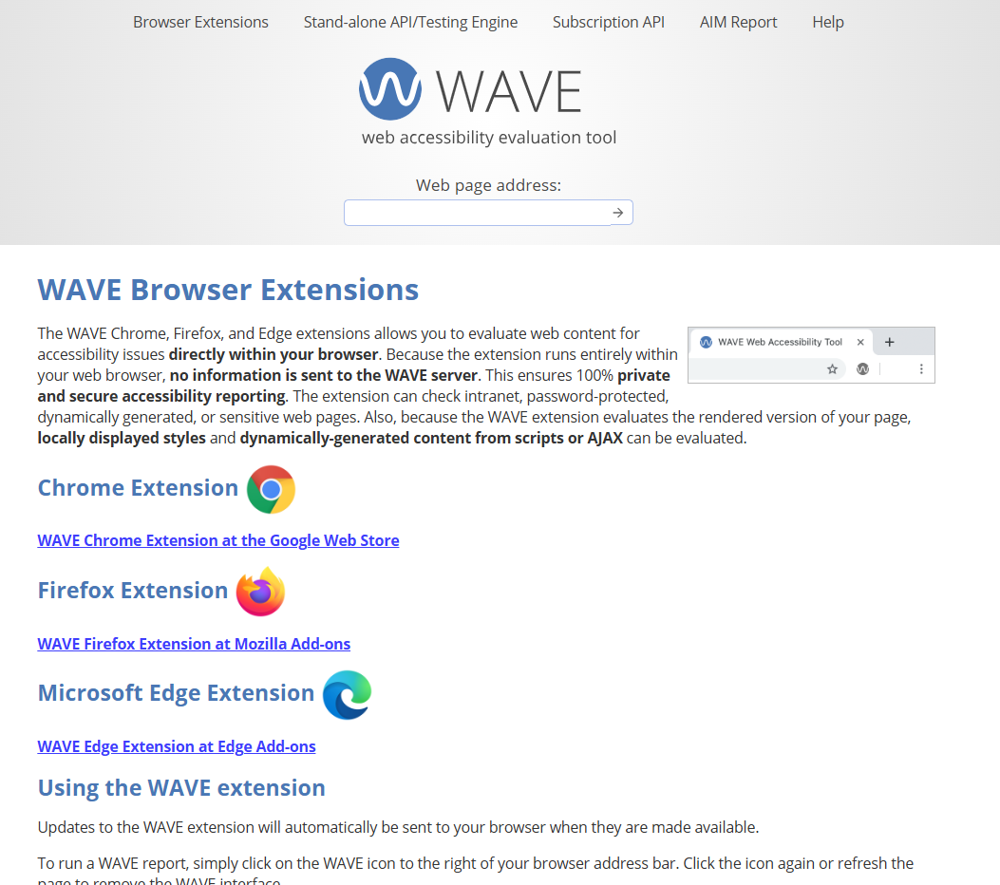 Browser Extensions Stand-alone API/Testing Engine Subscription API AIM Report Help
WAVE
web accessibility evaluation tool
Web page address:
WAVE Browser Extensions
The WAVE Chrome, Firefox, and Edge extensions allows you to evaluate web content for
accessibility issues directly within your browser. Because the extension runs entirely within
your web browser, no information is sent to the WAVE server. This ensures 100% private
and secure accessibility reporting. The extension can check intranet, password-protected,
dynamically generated, or sensitive web pages. Also, because the WAVE extension evaluates the rendered version of your page,
locally displayed styles and dynamically-generated content from scripts or AJAX can be evaluated.
WAVE Web Accessibility Tool
Chrome Extension
WAVE Chrome Extension at the Google Web Store
Firefox Extension
WAVE Firefox Extension at Mozilla Add-ons
Microsoft Edge Extension
WAVE Edge Extension at Edge Add-ons
Using the WAVE extension
Updates to the WAVE extension will automatically be sent to your browser when they are made available.
To run a WAVE report, simply click on the WAVE icon to the right of your browser address bar. Click the icon again or refresh the
page to remove the WAVE interface.